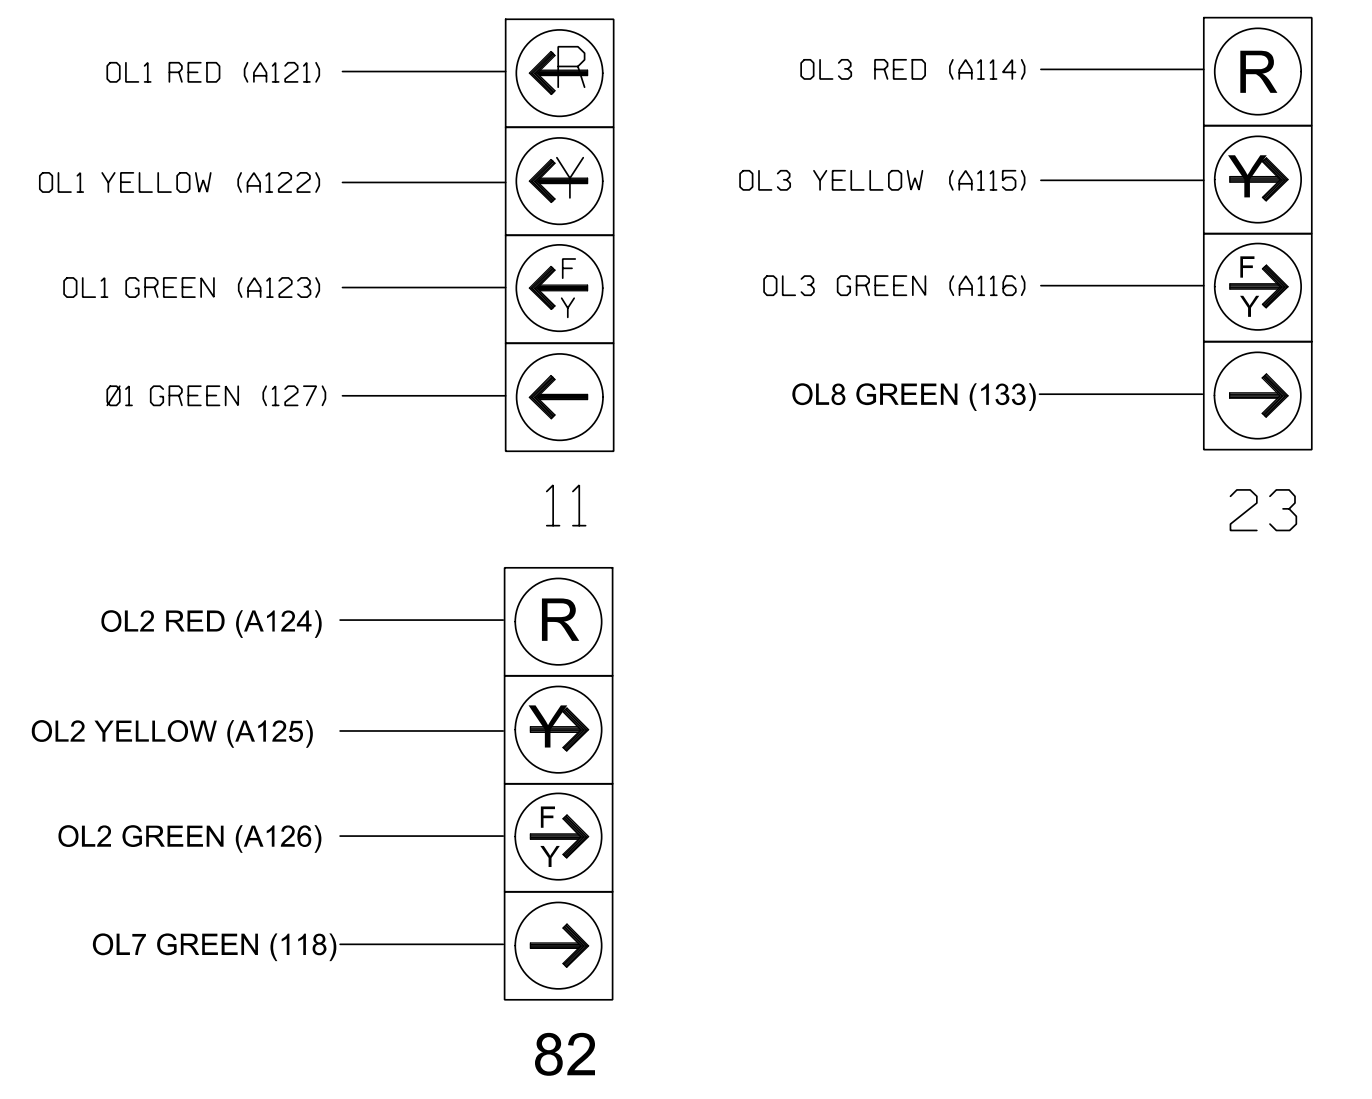 OL1 RED (A121)
R
OL1 YELLOW (A122)
Y
OL1 GREEN (A123)
F
Y
Ø1 GREEN (127)
11
OL3 RED (A114)
R
OL3 YELLOW (A115)
Y
OL3 GREEN (A116)
F
Y
OL8 GREEN (133)
23
OL2 RED (A124)
R
OL2 YELLOW (A125)
Y
OL2 GREEN (A126)
F
Y
OL7 GREEN (118)
82